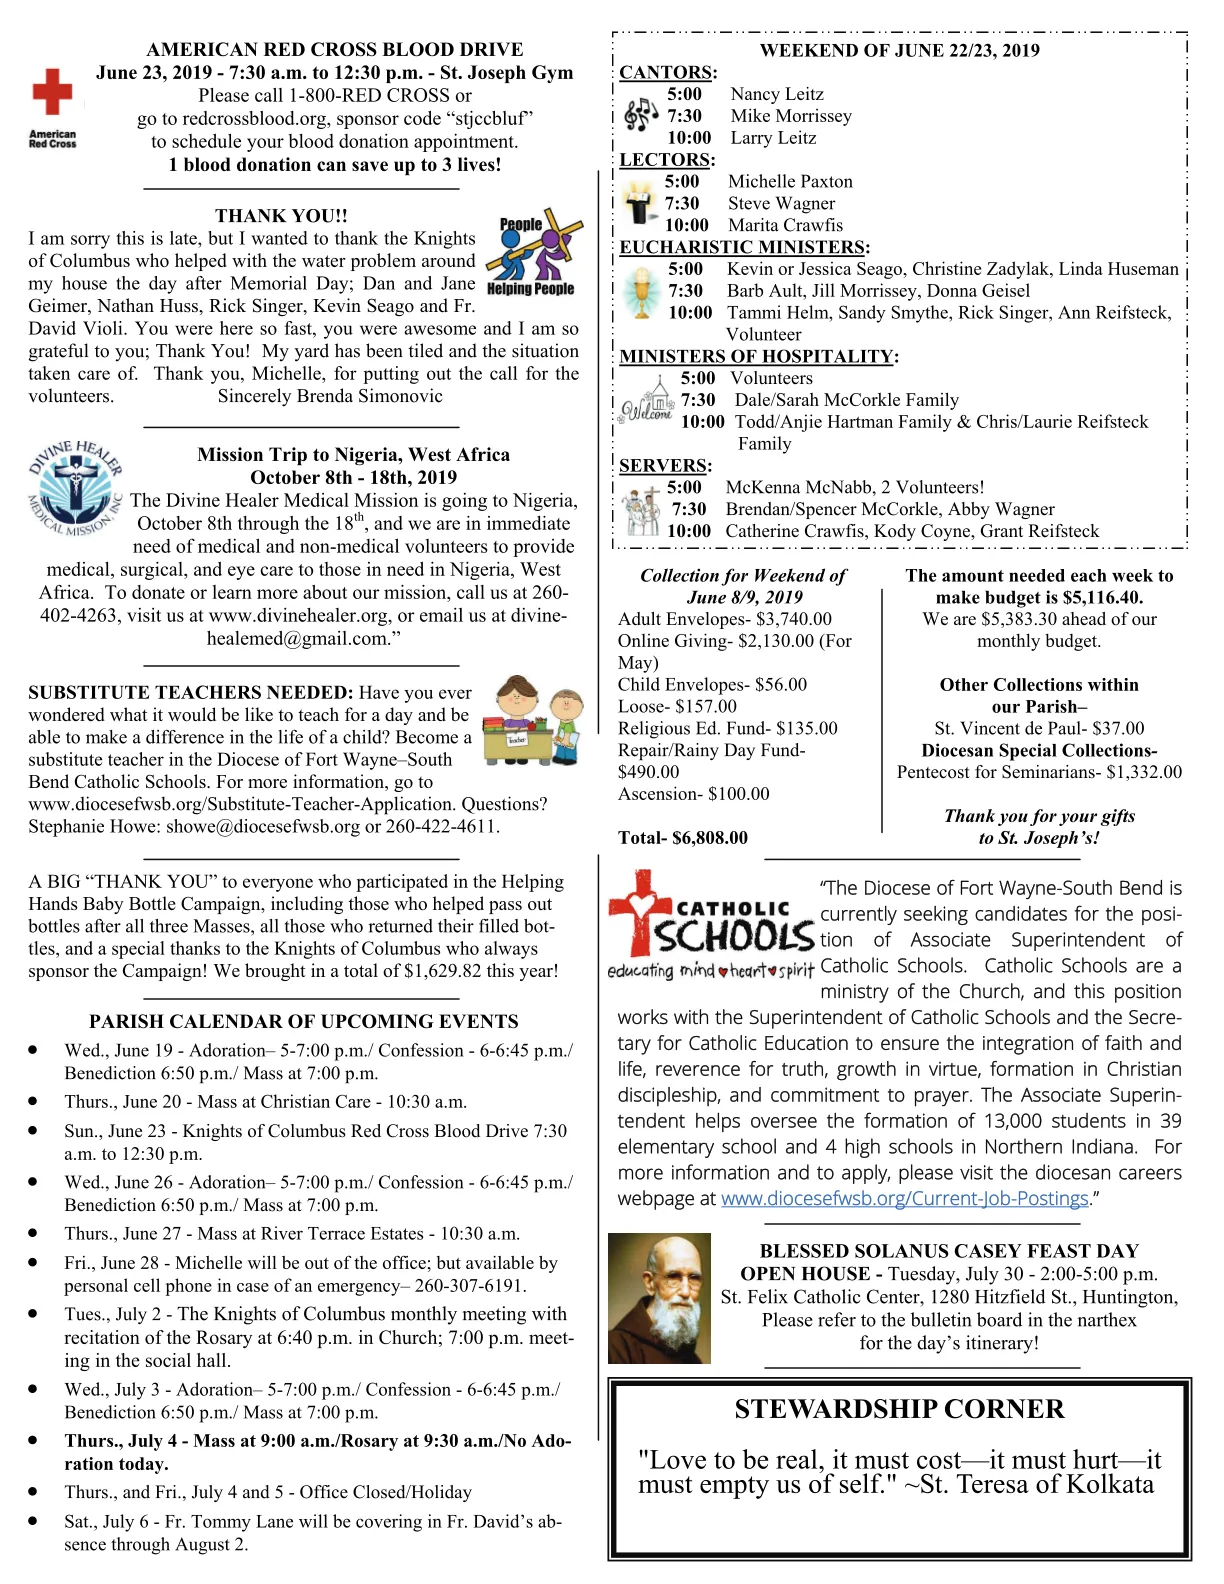 AMERICAN RED CROSS BLOOD DRIVE
June 23, 2019 - 7:30 a.m. to 12:30 p.m. - St. Joseph Gym
Please call 1-800-RED CROSS or
go to redcrossblood.org, sponsor code “stjccbluf”
to schedule your blood donation appointment.
1 blood donation can save up to 3 lives!
American
Red Cross
THANK YOU!!
I am sorry this is late, but I wanted to thank the Knights
of Columbus who helped with the water problem around
my house the day after Memorial Day; Dan and Jane
Geimer, Nathan Huss, Rick Singer, Kevin Seago and Fr.
David Violi. You were here so fast, you were awesome and I am so
grateful to you; Thank You! My yard has been tiled and the situation
taken care of. Thank you, Michelle, for putting out the call for the
volunteers. Sincerely Brenda Simonovic
People
Helping People
DIVINE HEALER
MEDICAL MISSION, INC
Mission Trip to Nigeria, West Africa
October 8th - 18th, 2019
The Divine Healer Medical Mission is going to Nigeria,
October 8th through the 18th, and we are in immediate
need of medical and non-medical volunteers to provide
medical, surgical, and eye care to those in need in Nigeria, West
Africa. To donate or learn more about our mission, call us at 260-
402-4263, visit us at www.divinehealer.org, or email us at divine-
healemed@gmail.com.”
SUBSTITUTE TEACHERS NEEDED: Have you ever
wondered what it would be like to teach for a day and be
able to make a difference in the life of a child? Become a
substitute teacher in the Diocese of Fort Wayne–South
Bend Catholic Schools. For more information, go to
www.diocesefwsb.org/Substitute-Teacher-Application. Questions?
Stephanie Howe: showe@diocesefwsb.org or 260-422-4611.
Teacher
A BIG “THANK YOU” to everyone who participated in the Helping
Hands Baby Bottle Campaign, including those who helped pass out
bottles after all three Masses, all those who returned their filled bot-
tles, and a special thanks to the Knights of Columbus who always
sponsor the Campaign! We brought in a total of $1,629.82 this year!
PARISH CALENDAR OF UPCOMING EVENTS
• Wed., June 19 - Adoration– 5-7:00 p.m./ Confession - 6-6:45 p.m./
Benediction 6:50 p.m./ Mass at 7:00 p.m.
• Thurs., June 20 - Mass at Christian Care - 10:30 a.m.
• Sun., June 23 - Knights of Columbus Red Cross Blood Drive 7:30
a.m. to 12:30 p.m.
• Wed., June 26 - Adoration– 5-7:00 p.m./ Confession - 6-6:45 p.m./
Benediction 6:50 p.m./ Mass at 7:00 p.m.
• Thurs., June 27 - Mass at River Terrace Estates - 10:30 a.m.
• Fri., June 28 - Michelle will be out of the office; but available by
personal cell phone in case of an emergency– 260-307-6191.
• Tues., July 2 - The Knights of Columbus monthly meeting with
recitation of the Rosary at 6:40 p.m. in Church; 7:00 p.m. meet-
ing in the social hall.
• Wed., July 3 - Adoration– 5-7:00 p.m./ Confession - 6-6:45 p.m./
Benediction 6:50 p.m./ Mass at 7:00 p.m.
• Thurs., July 4 - Mass at 9:00 a.m./Rosary at 9:30 a.m./No Ado-
ration today.
• Thurs., and Fri., July 4 and 5 - Office Closed/Holiday
• Sat., July 6 - Fr. Tommy Lane will be covering in Fr. David’s ab-
sence through August 2.
WEEKEND OF JUNE 22/23, 2019
CANTORS:
5:00 Nancy Leitz
7:30 Mike Morrissey
10:00 Larry Leitz
LECTORS:
5:00 Michelle Paxton
7:30 Steve Wagner
10:00 Marita Crawfis
EUCHARISTIC MINISTERS:
5:00 Kevin or Jessica Seago, Christine Zadylak, Linda Huseman
7:30 Barb Ault, Jill Morrissey, Donna Geisel
10:00 Tammi Helm, Sandy Smythe, Rick Singer, Ann Reifsteck,
Volunteer
MINISTERS OF HOSPITALITY:
5:00 Volunteers
7:30 Dale/Sarah McCorkle Family
10:00 Todd/Anjie Hartman Family & Chris/Laurie Reifsteck
Family
Welcome
SERVERS:
5:00 McKenna McNabb, 2 Volunteers!
7:30 Brendan/Spencer McCorkle, Abby Wagner
10:00 Catherine Crawfis, Kody Coyne, Grant Reifsteck
Collection for Weekend of
June 8/9, 2019
Adult Envelopes- $3,740.00
Online Giving- $2,130.00 (For
May)
Child Envelopes- $56.00
Loose- $157.00
Religious Ed. Fund- $135.00
Repair/Rainy Day Fund-
$490.00
Ascension- $100.00
Total- $6,808.00
The amount needed each week to
make budget is $5,116.40.
We are $5,383.30 ahead of our
monthly budget.
Other Collections within
our Parish–
St. Vincent de Paul- $37.00
Diocesan Special Collections-
Pentecost for Seminarians- $1,332.00
Thank you for your gifts
to St. Joseph’s!
CATHOLIC
SCHOOLS
educating mind heart spirit
“The Diocese of Fort Wayne-South Bend is
currently seeking candidates for the posi-
tion of Associate Superintendent of
Catholic Schools. Catholic Schools are a
ministry of the Church, and this position
works with the Superintendent of Catholic Schools and the Secre-
tary for Catholic Education to ensure the integration of faith and
life, reverence for truth, growth in virtue, formation in Christian
discipleship, and commitment to prayer. The Associate Superin-
tendent helps oversee the formation of 13,000 students in 39
elementary school and 4 high schools in Northern Indiana. For
more information and to apply, please visit the diocesan careers
webpage at www.diocesefwsb.org/Current-Job-Postings.”
BLESSED SOLANUS CASEY FEAST DAY
OPEN HOUSE - Tuesday, July 30 - 2:00-5:00 p.m.
St. Felix Catholic Center, 1280 Hitzfield St., Huntington,
Please refer to the bulletin board in the narthex
for the day’s itinerary!
STEWARDSHIP CORNER
"Love to be real, it must cost—it must hurt—it
must empty us of self." ~St. Teresa of Kolkata